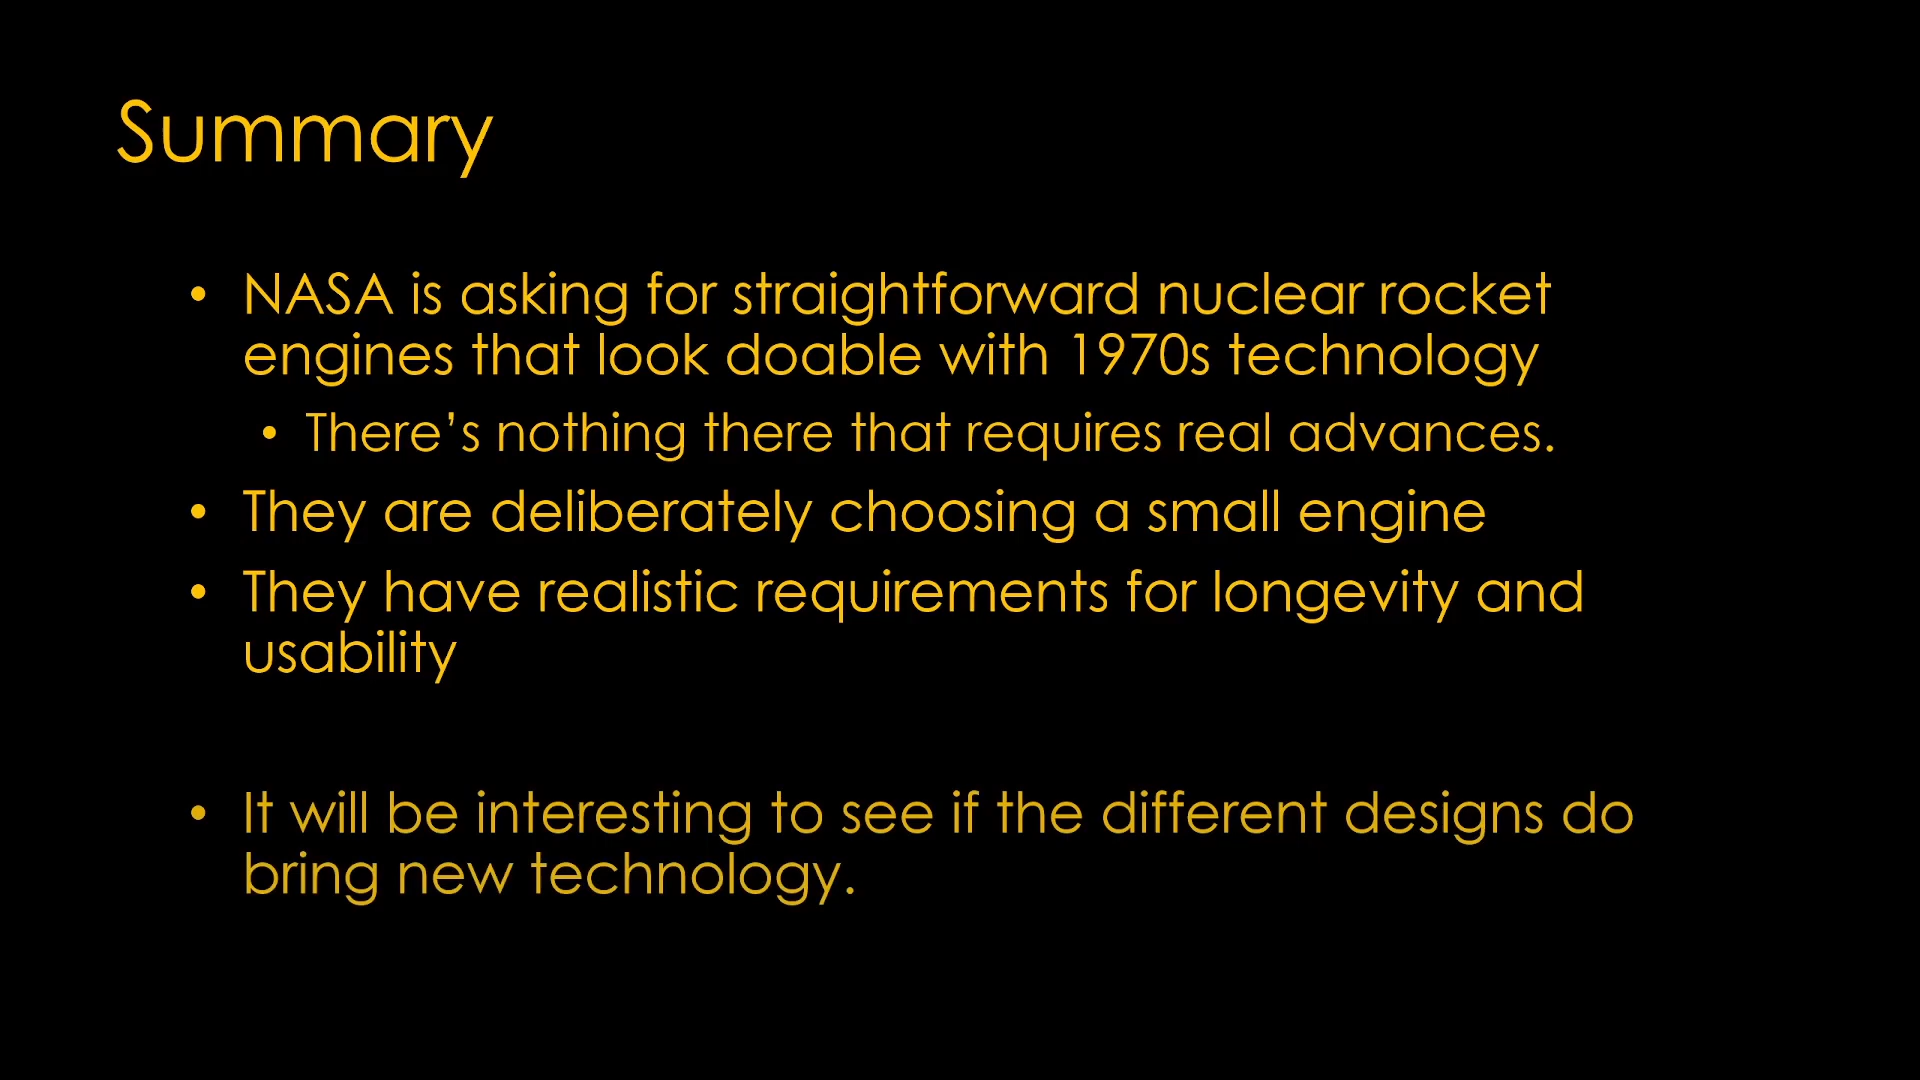 Summary
• NASA is asking for straightforward nuclear rocket
engines that look doable with 1970s technology
• There’s nothing there that requires real advances.
• They are deliberately choosing a small engine
• They have realistic requirements for longevity and
usability
• It will be interesting to see if the different designs do
bring new technology.